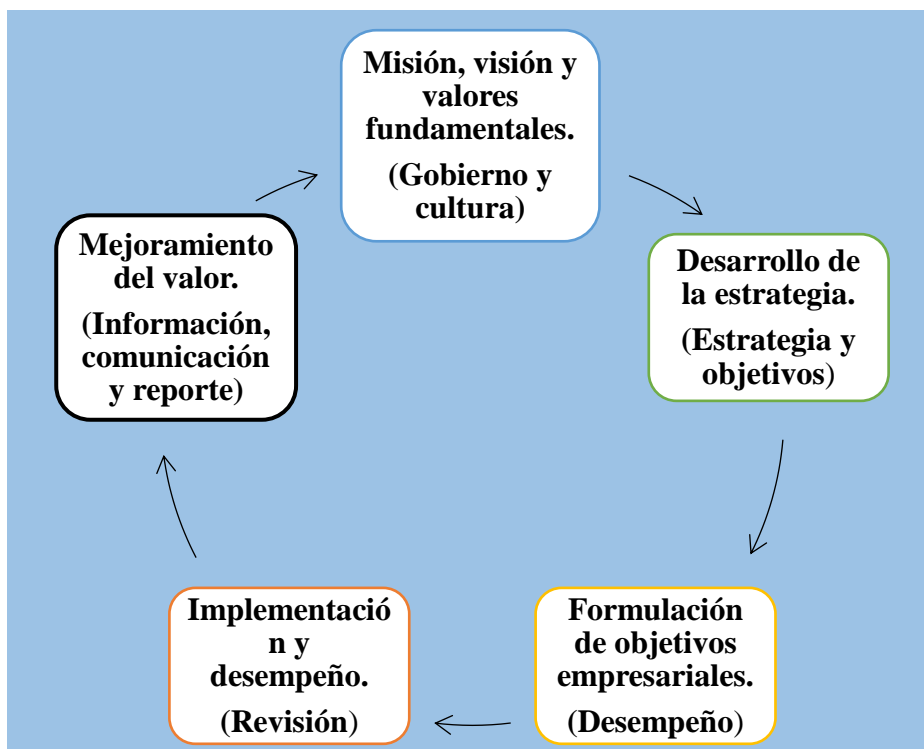 Misión, visión y
valores
fundamentales.
(Gobierno y
cultura)
Desarrollo de
la estrategia.
(Estrategia y
objetivos)
Formulación
de objetivos
empresariales.
(Desempeño)
Implementació
n y
desempeño.
(Revisión)
Mejoramiento
del valor.
(Información,
comunicación
y reporte)